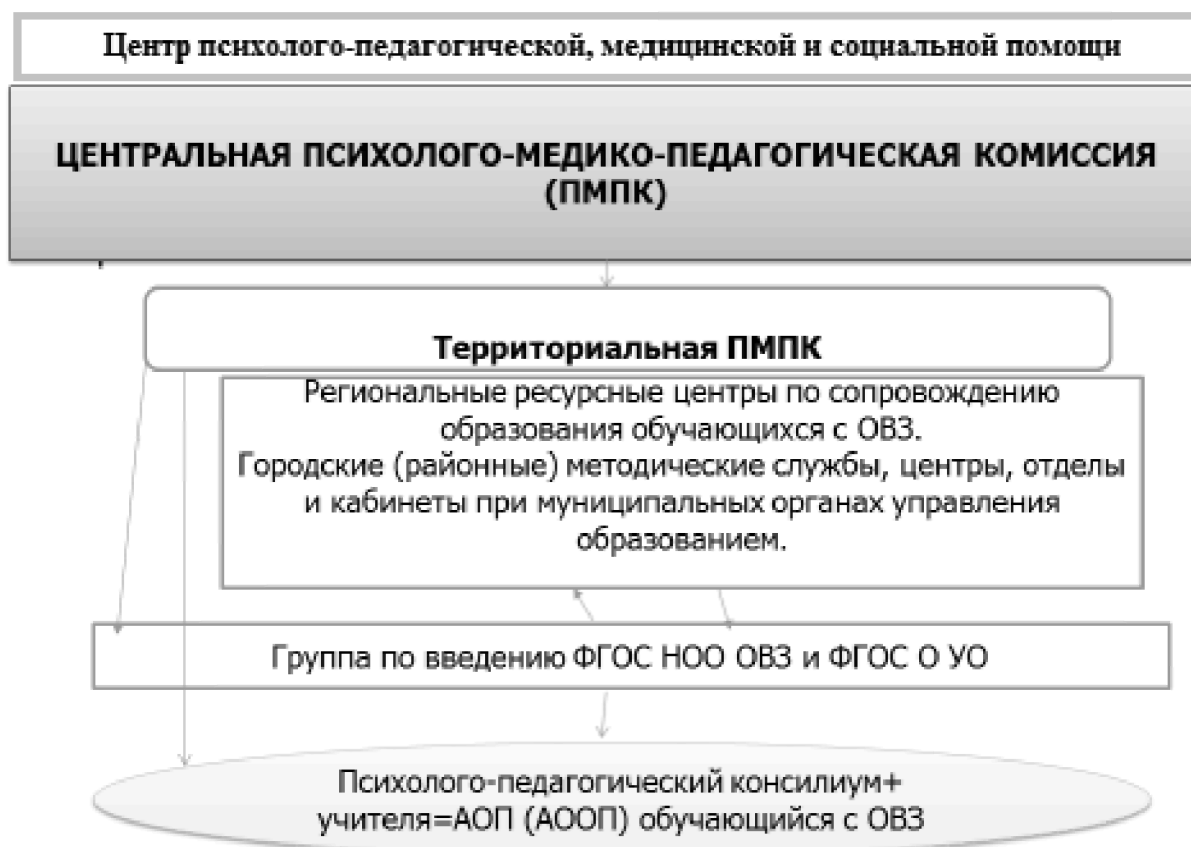 Центр психолого-педагогической, медицинской и социальной помощи
ЦЕНТРАЛЬНАЯ ПСИХОЛОГО-МЕДИКО-ПЕДАГОГИЧЕСКАЯ КОМИССИЯ
(ПМПК)
Территориальная ПМПК
Региональные ресурсные центры по сопровождению
образования обучающихся с ОВЗ.
Городские (районные) методические службы, центры, отделы
и кабинеты при муниципальных органах управления
образованием.
Группа по введению ФГОС НОО ОВЗ и ФГОС О УО
Психолого-педагогический консилиум+
учителя=АОП (АООП) обучающийся с ОВЗ